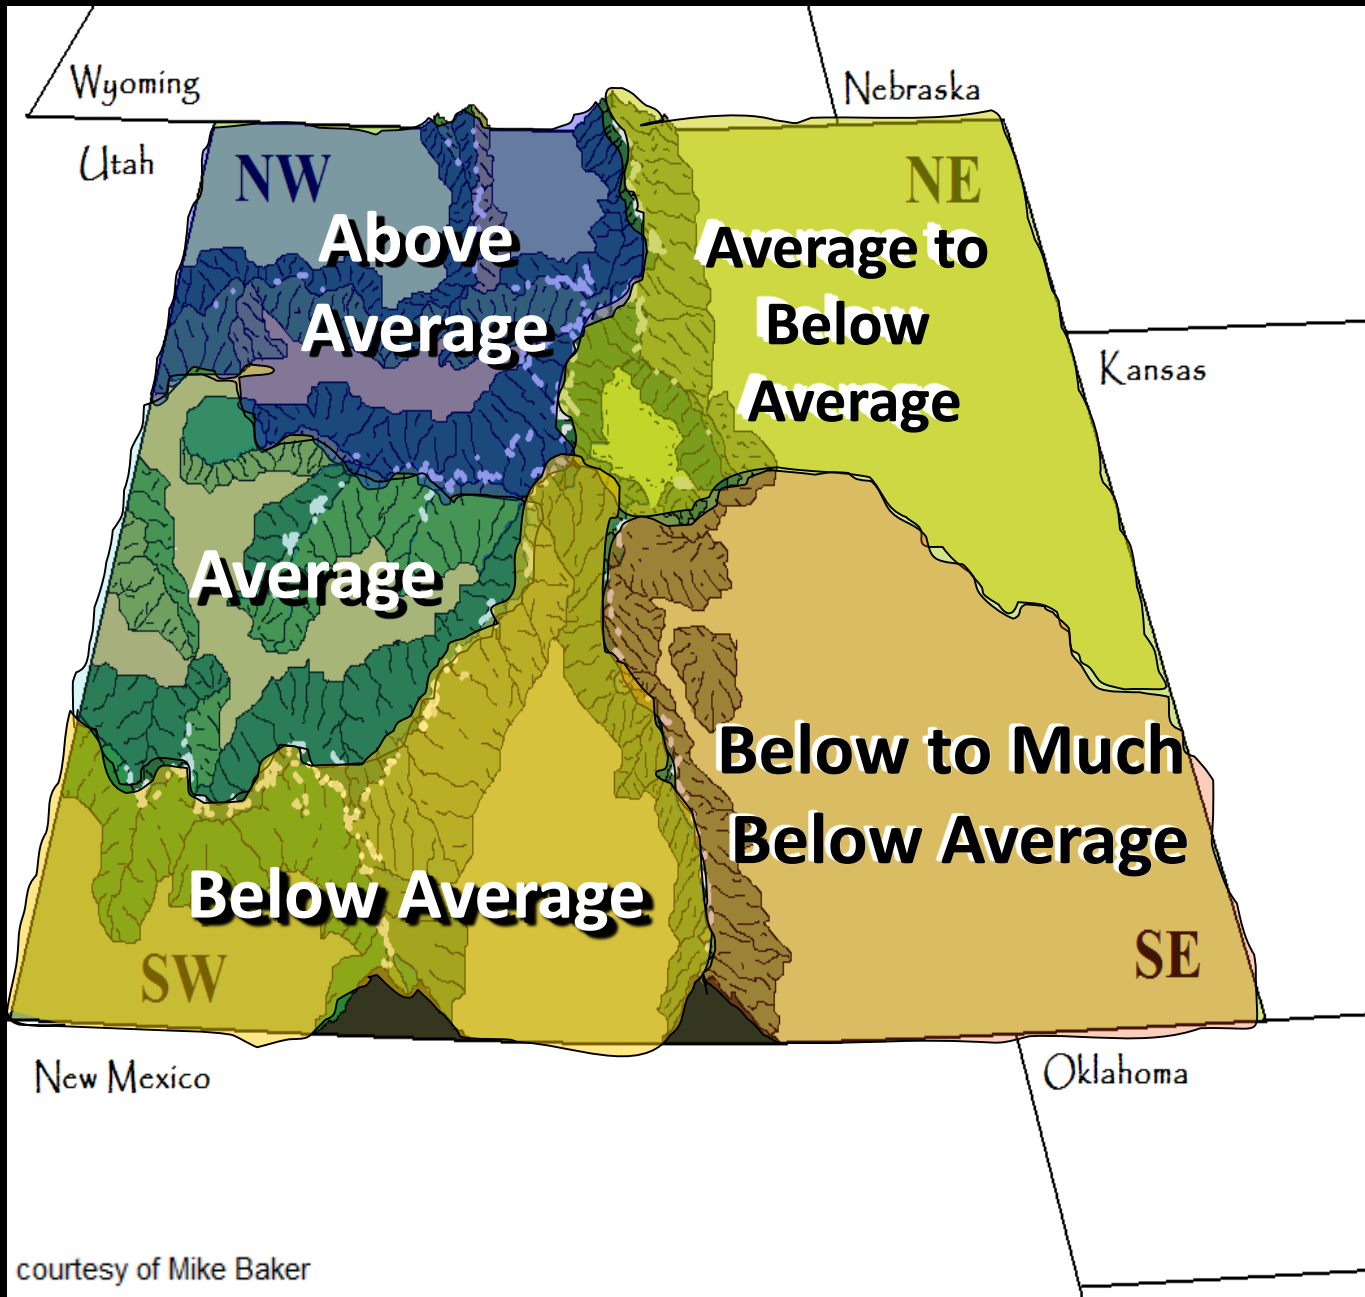 Wyoming
Nebraska
Utah
NW
NE
Above
Average
Average to
Below
Average
Kansas
Average
Below to Much
Below Average
Below Average
SW
SE
New Mexico
Oklahoma
courtesy of Mike Baker